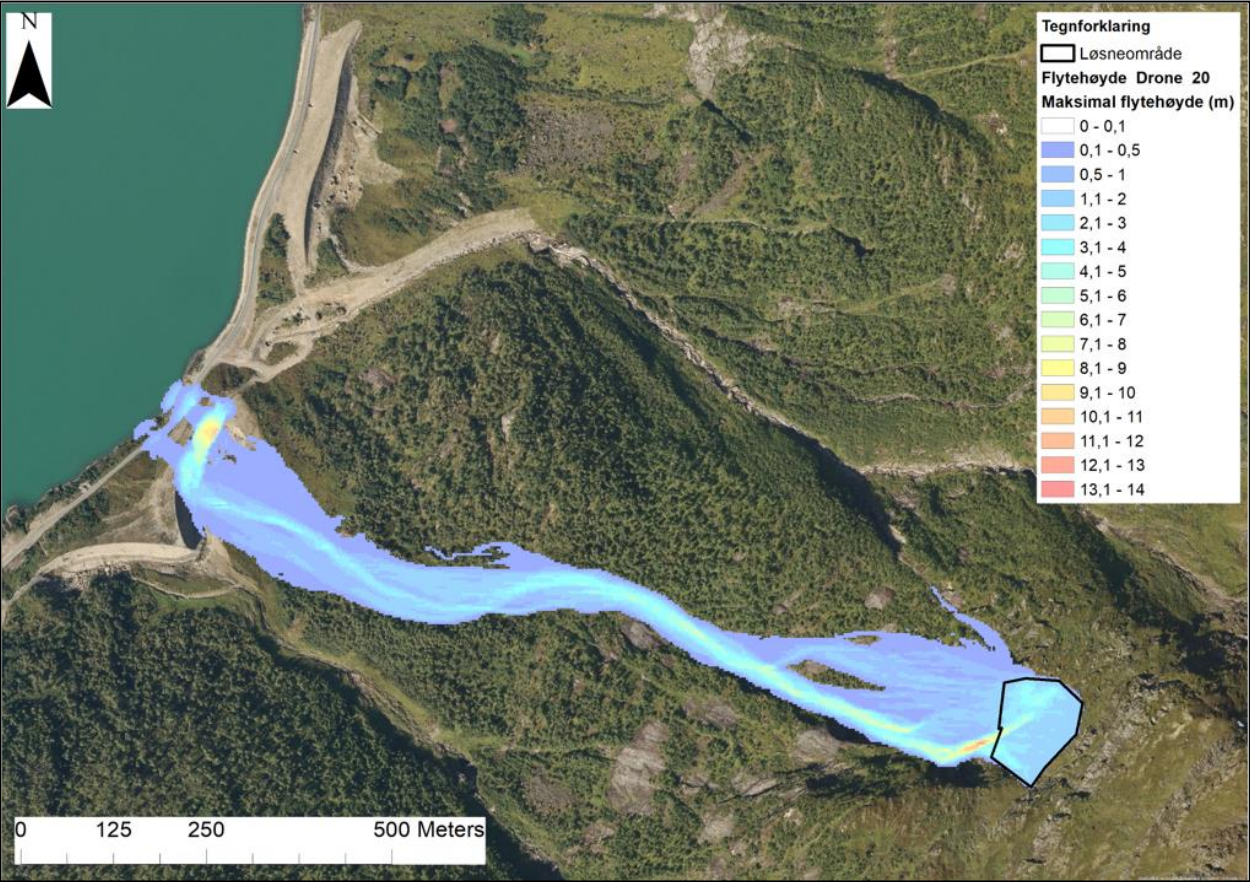 N
Tegnforklaring
Løsneområde
Flytehøyde Drone 20
Maksimal flytehøyde (m)
0 - 0,1
0,1 - 0,5
0,5 - 1
1,1 - 2
2,1 - 3
3,1 - 4
4,1 - 5
5,1 - 6
6,1 - 7
7,1 - 8
8,1 - 9
9,1 - 10
10,1 - 11
11,1 - 12
12,1 - 13
13,1 - 14
0 125 250 500 Meters